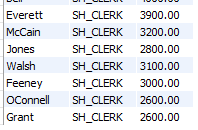 Everett SH_CLERK 3900.00
McCain SH_CLERK 3200.00
Jones SH_CLERK 2800.00
Walsh SH_CLERK 3100.00
Feeney SH_CLERK 3000.00
OConnell SH_CLERK 2600.00
Grant SH_CLERK 2600.00